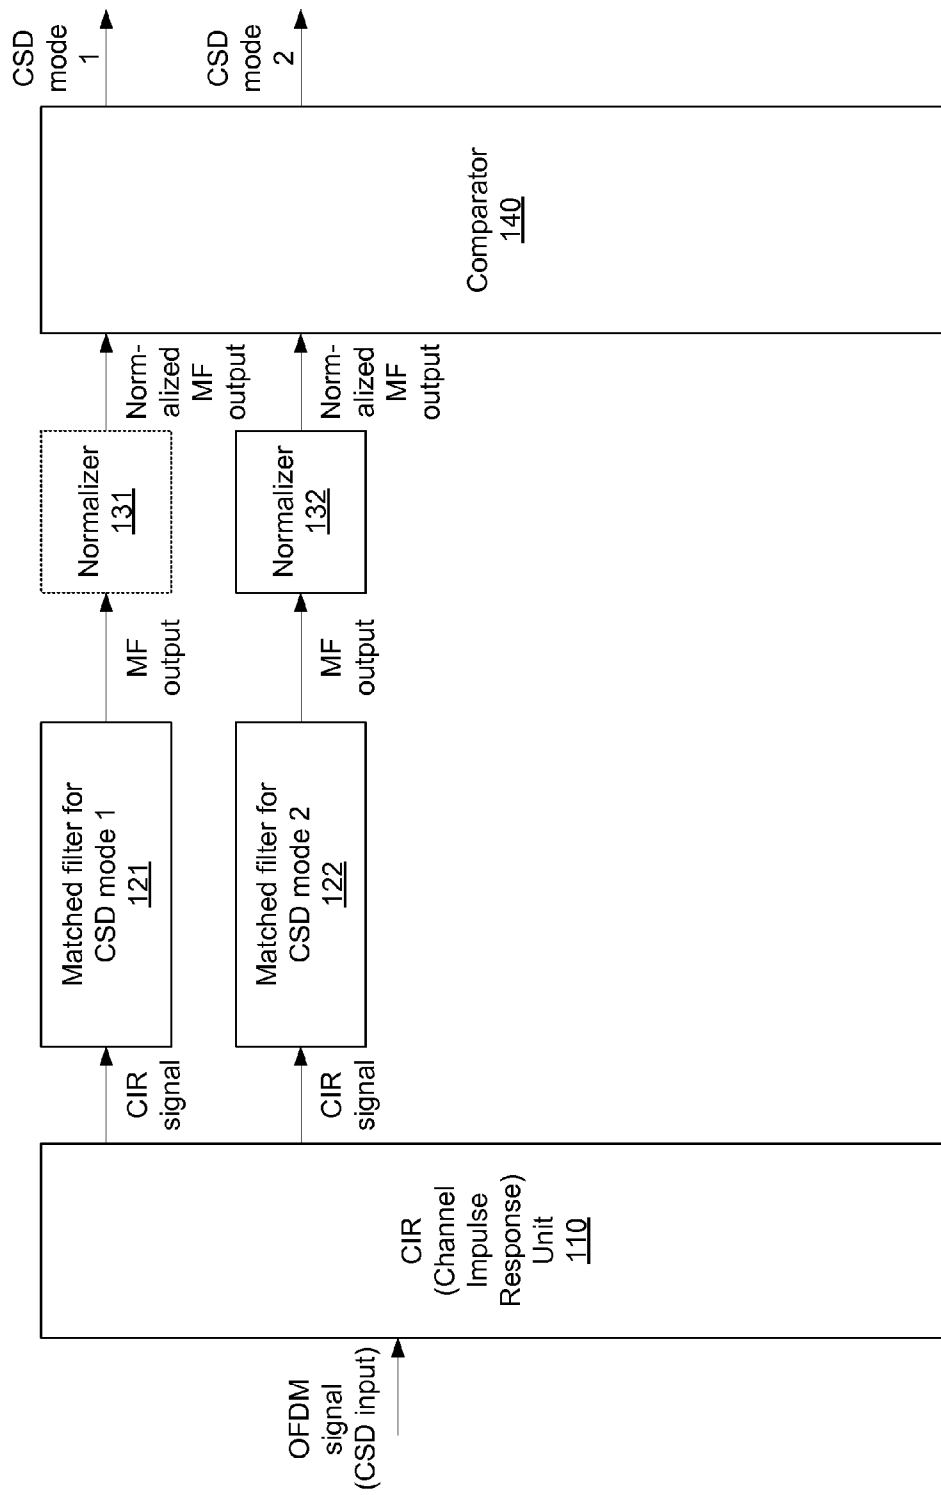 OFDM
signal
(CSD input)
CIR
(Channel
Impulse
Response)
Unit
110
CIR
signal
Matched filter for
CSD mode 1
121
MF
output
Normalizer
131
Norm-
alized
MF
output
CSD
mode
1
CIR
signal
Matched filter for
CSD mode 2
122
MF
output
Normalizer
132
Norm-
alized
MF
output
Comparator
140
CSD
mode
2